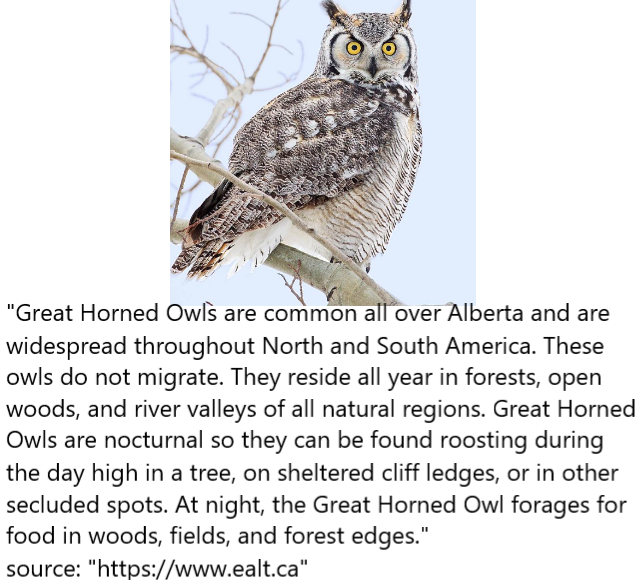 "Great Horned Owls are common all over Alberta and are
widespread throughout North and South America. These
owls do not migrate. They reside all year in forests, open
woods, and river valleys of all natural regions. Great Horned
Owls are nocturnal so they can be found roosting during
the day high in a tree, on sheltered cliff ledges, or in other
secluded spots. At night, the Great Horned Owl forages for
food in woods, fields, and forest edges."
source: "https://www.ealt.ca"